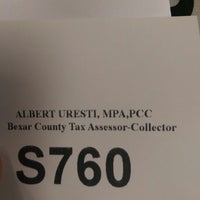 ALBERT URESTI, MPA,PCC
Bexar County Tax Assessor-Collector
S760